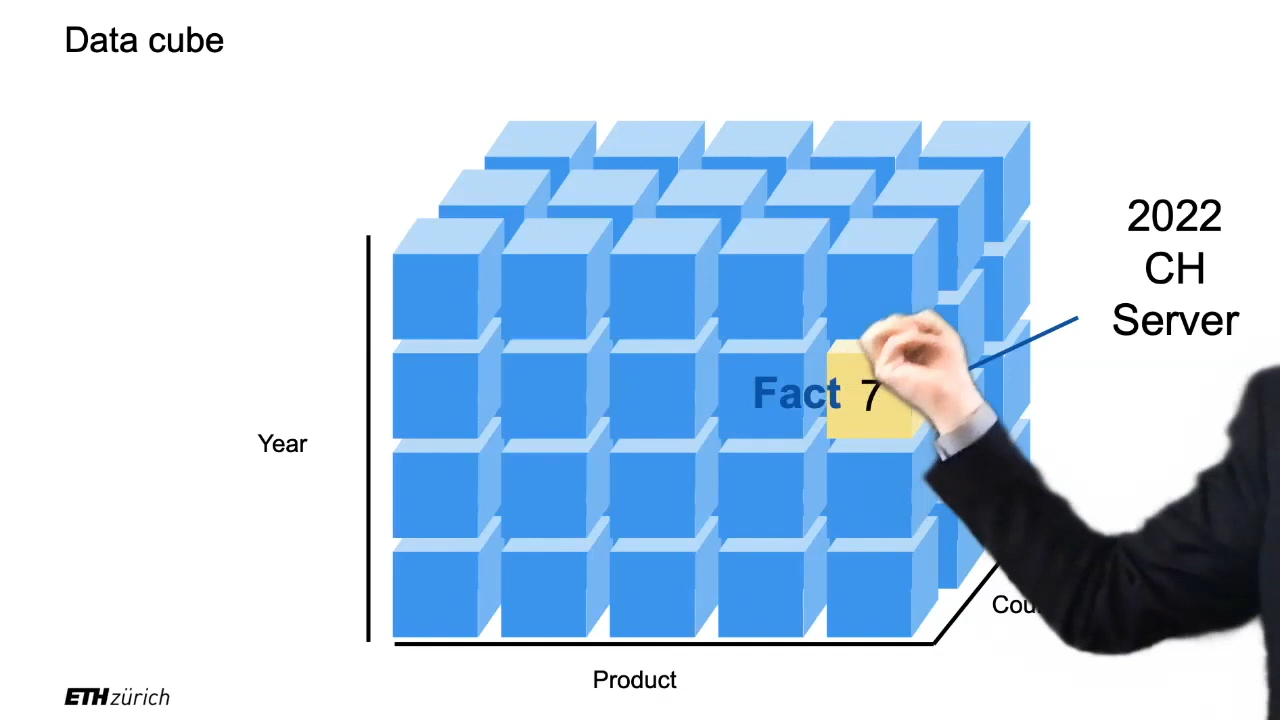 Data cube
2022
CH
Server
Fact 7
Year
Product
ETH zürich